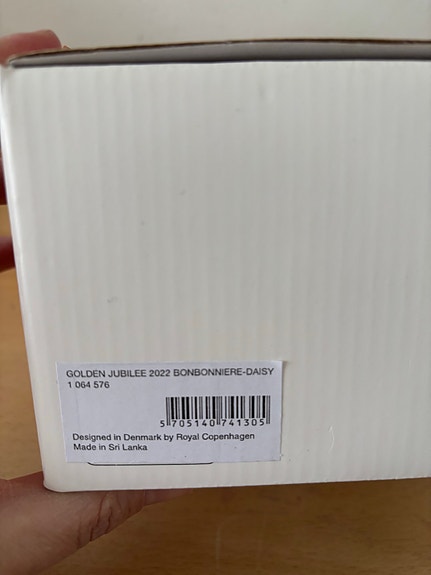 GOLDEN JUBILEE 2022 BONBONNIERE-DAISY
1 064 576
5 705140 741305
Designed in Denmark by Royal Copenhagen
Made in Sri Lanka